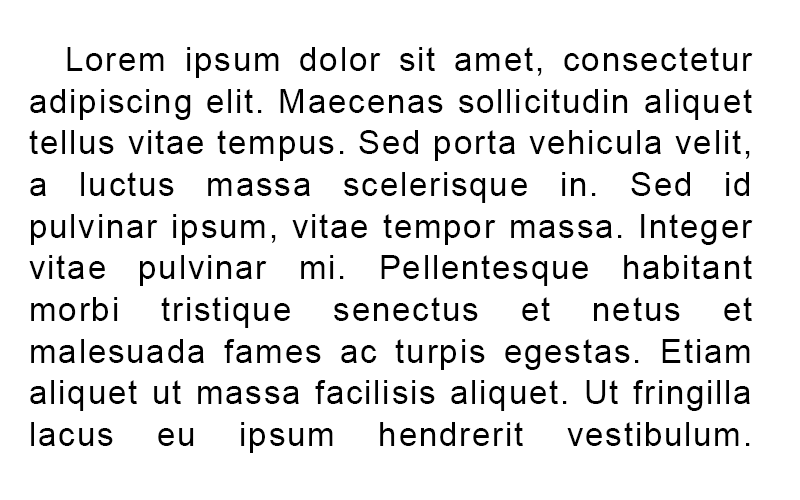 Lorem ipsum dolor sit amet, consectetur
adipiscing elit. Maecenas sollicitudin aliquet
tellus vitae tempus. Sed porta vehicula velit,
a luctus massa scelerisque in. Sed id
pulvinar ipsum, vitae tempor massa. Integer
vitae pulvinar mi. Pellentesque habitant
morbi tristique senectus et netus et
malesuada fames ac turpis egestas. Etiam
aliquet ut massa facilisis aliquet. Ut fringilla
lacus eu ipsum hendrerit vestibulum.